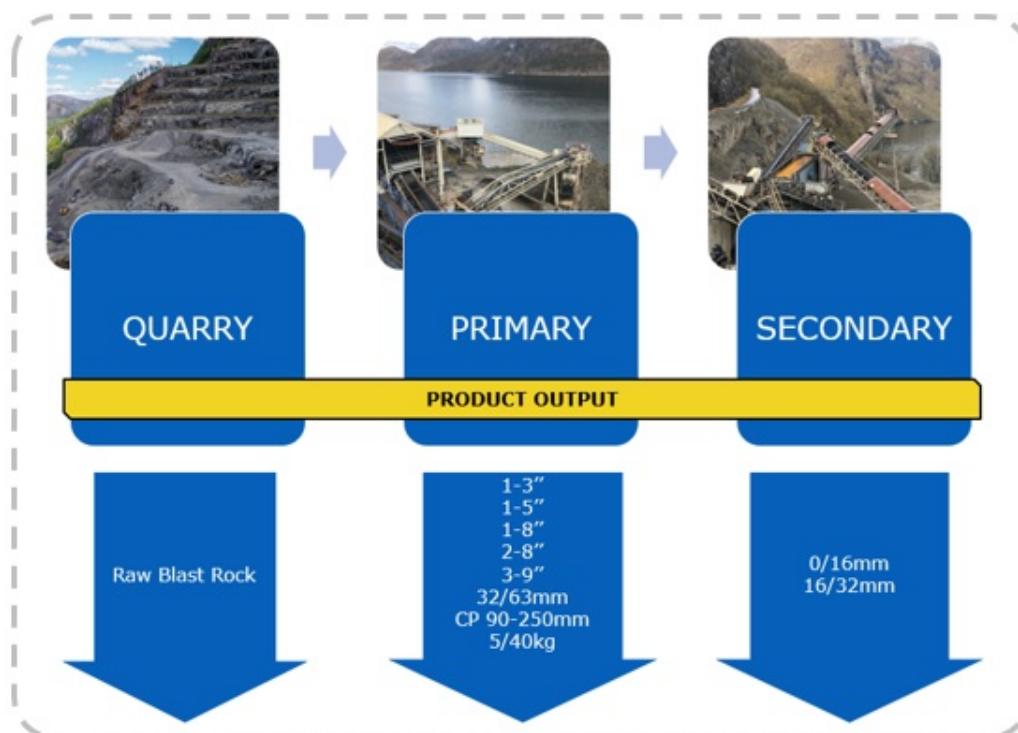 QUARRY
PRIMARY
SECONDARY
PRODUCT OUTPUT
Raw Blast Rock
1-3”
1-5”
1-8”
2-8”
3-9”
32/63mm
CP 90-250mm
5/40kg
0/16mm
16/32mm